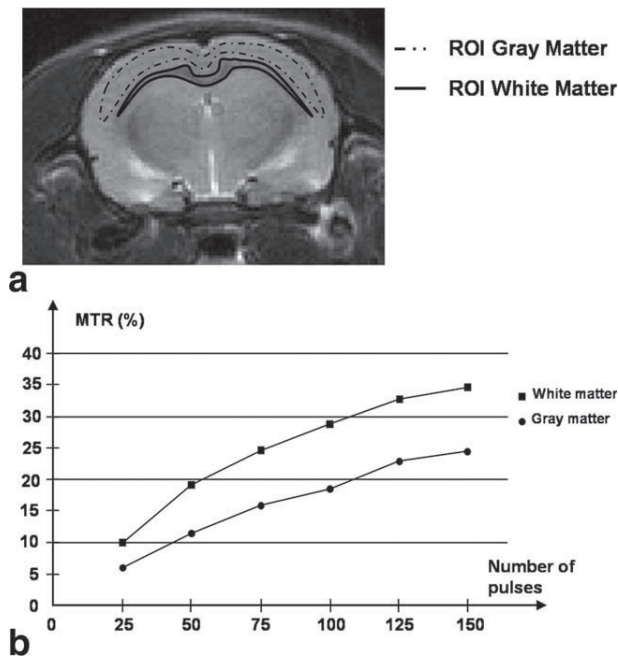 ROI Gray Matter
ROI White Matter
a
MTR (%)
40
35
30
25
20
15
10
5
0
White matter
Gray matter
Number of
pulses
0 25 50 75 100 125 150
b